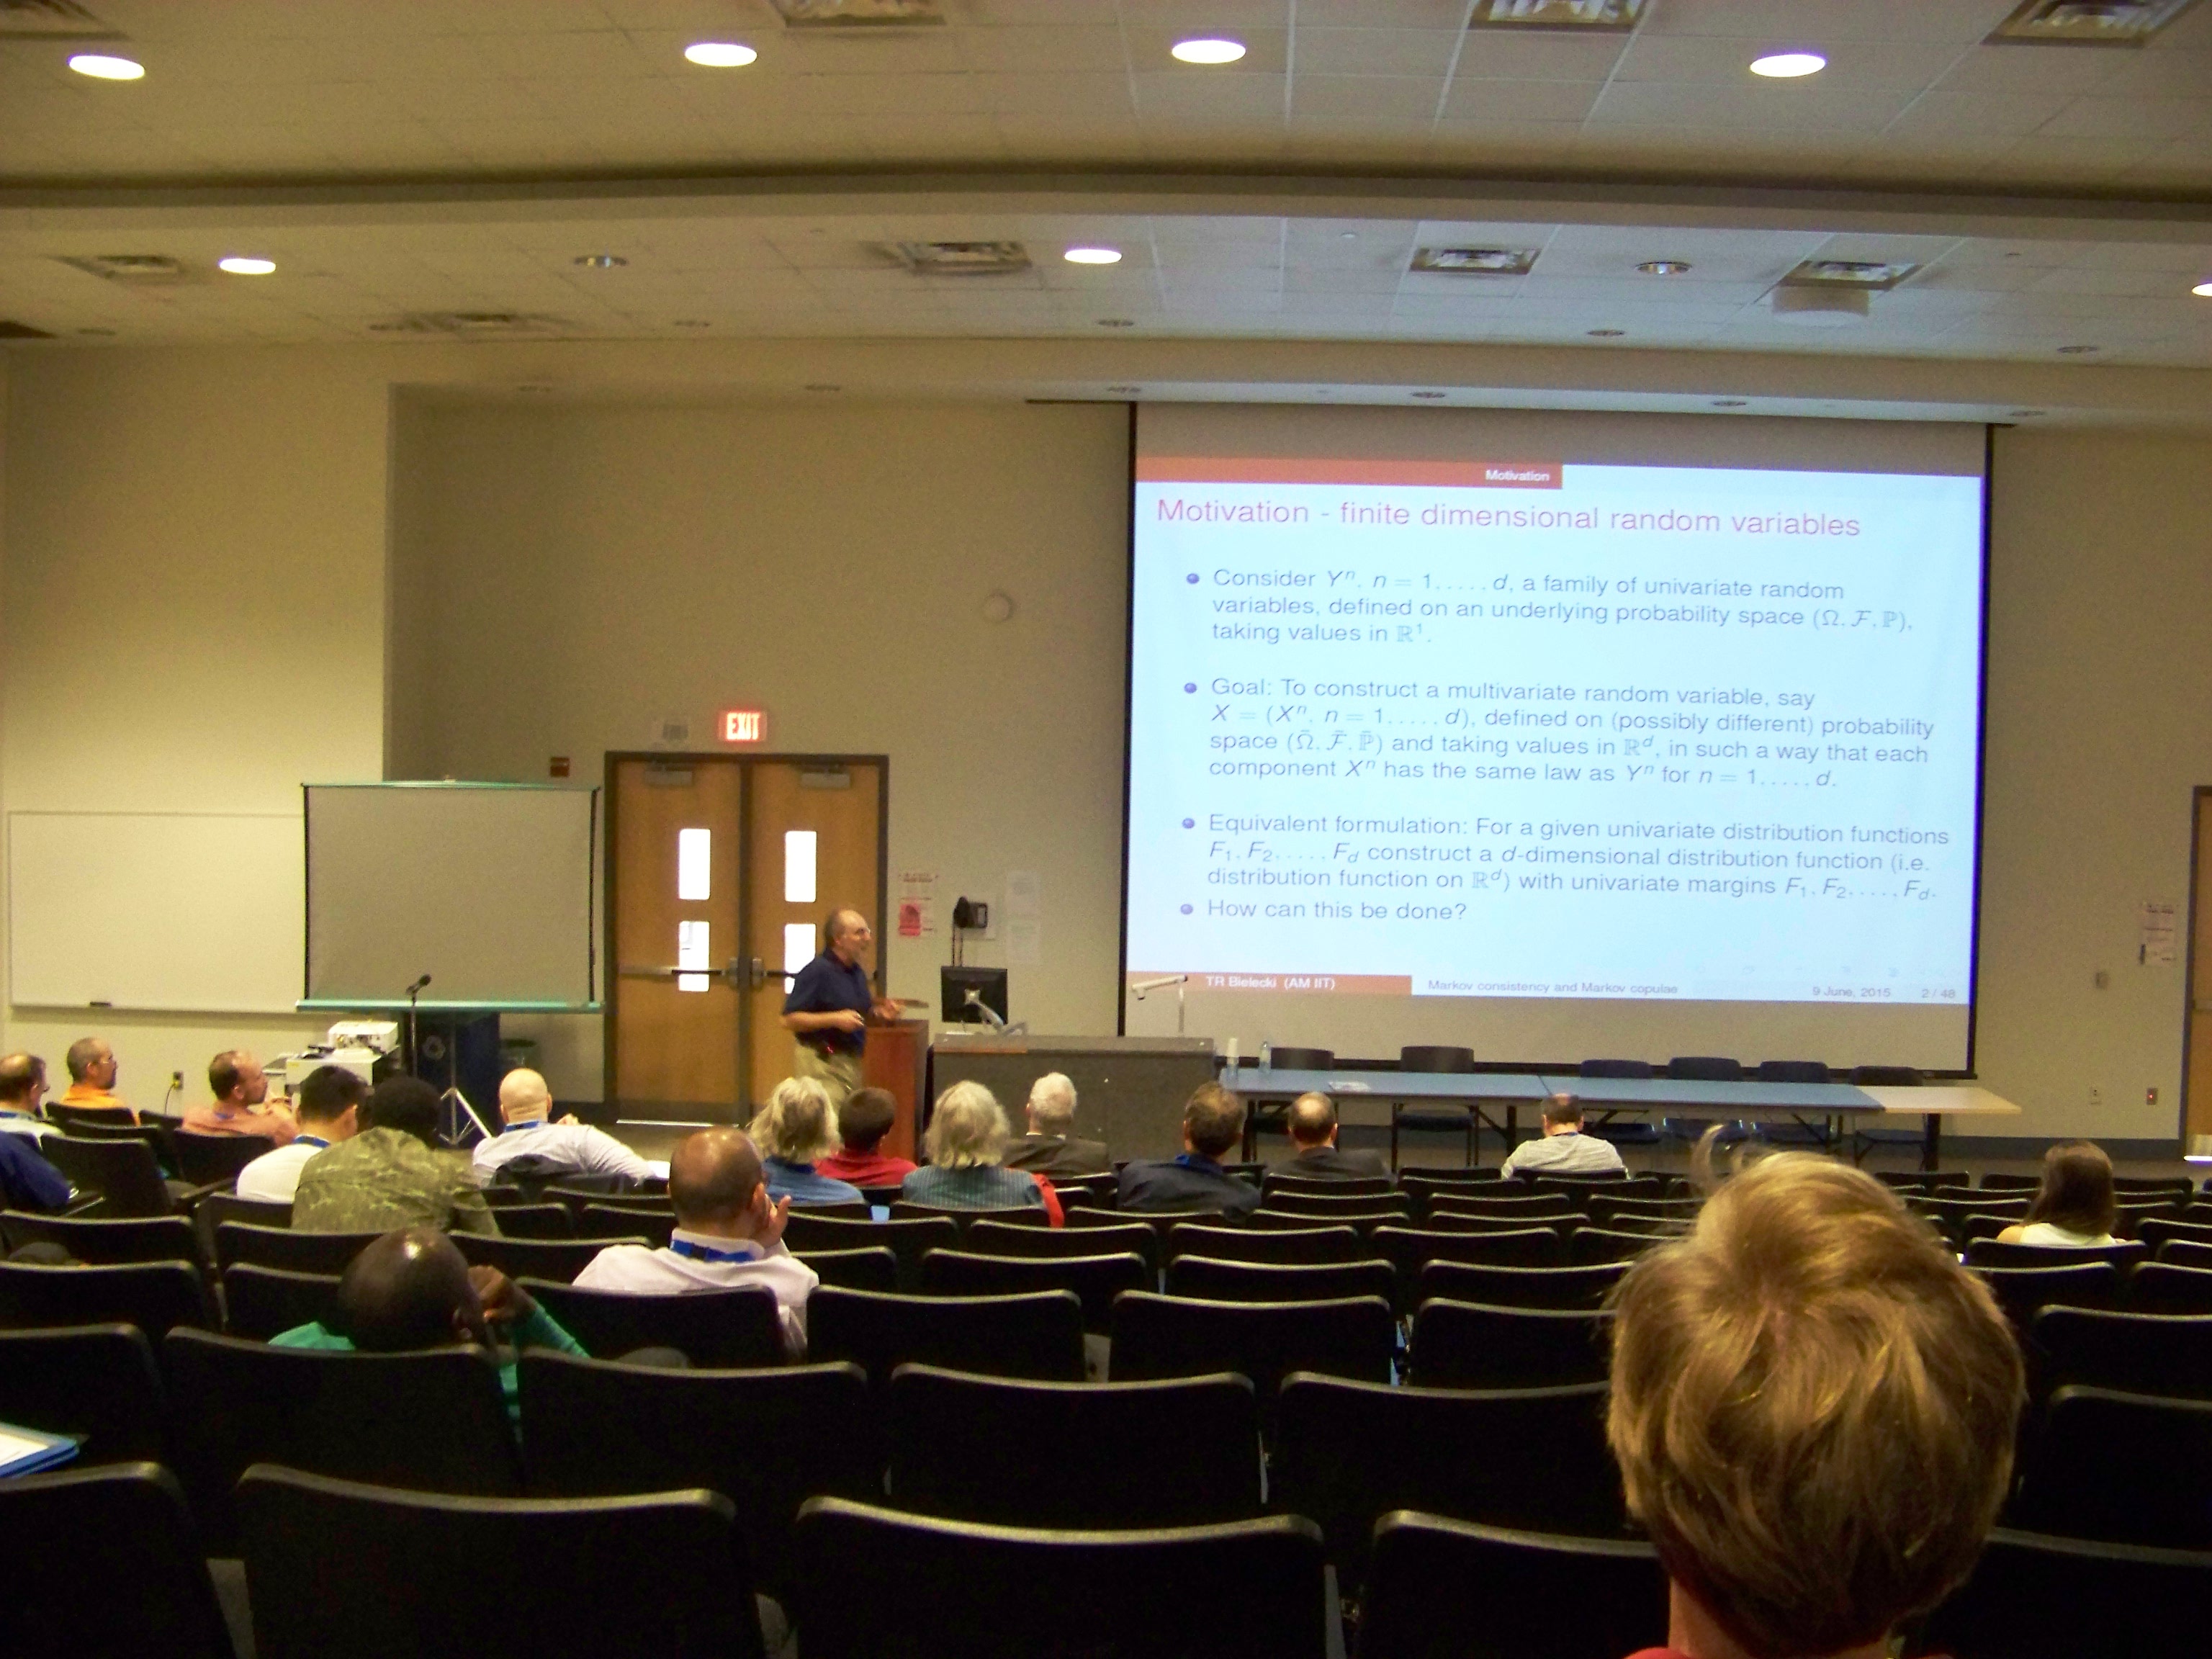 Motivation
Motivation - finite dimensional random variables
Consider Yⁿ, n = 1, . . . , d, a family of univariate random
variables, defined on an underlying probability space (Ω, ℱ, ℙ),
taking values in ℝ¹.
Goal: To construct a multivariate random variable, say
X = (Xⁿ, n = 1, . . . , d), defined on (possibly different) probability
space (Ω̄, ℱ̄, ℙ̄) and taking values in ℝᵈ, in such a way that each
component Xⁿ has the same law as Yⁿ for n = 1, . . . , d.
Equivalent formulation: For a given univariate distribution functions
F₁, F₂, . . . , F_d construct a d-dimensional distribution function (i.e.
distribution function on ℝᵈ) with univariate margins F₁, F₂, . . . , F_d.
How can this be done?
TR Bielecki (AM IIT) Markov consistency and Markov copulae 9 June, 2015 2 / 48
EXIT